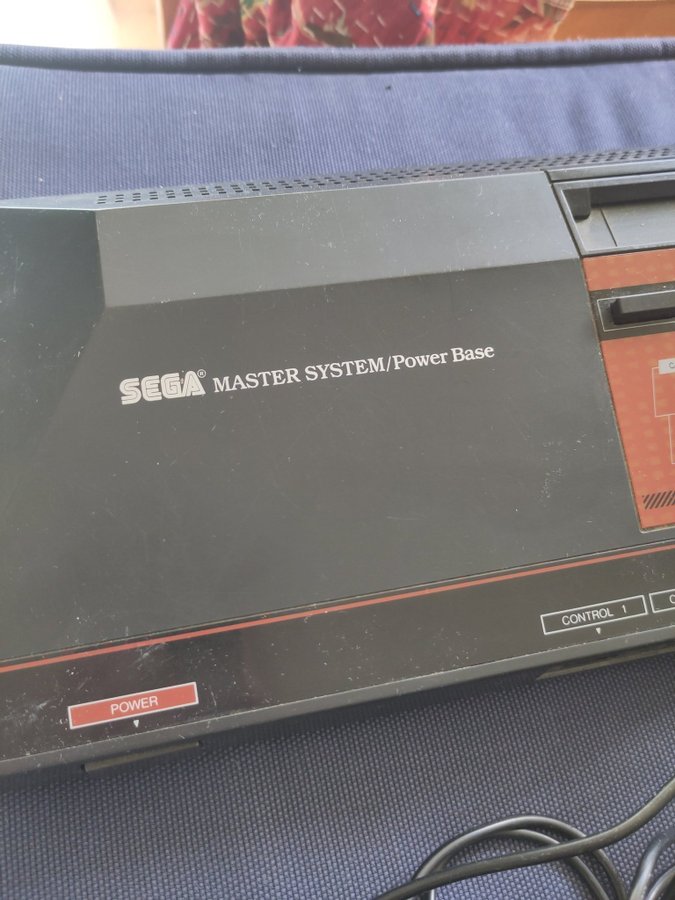 SEGA® MASTER SYSTEM/Power Base
CONTROL 1
POWER